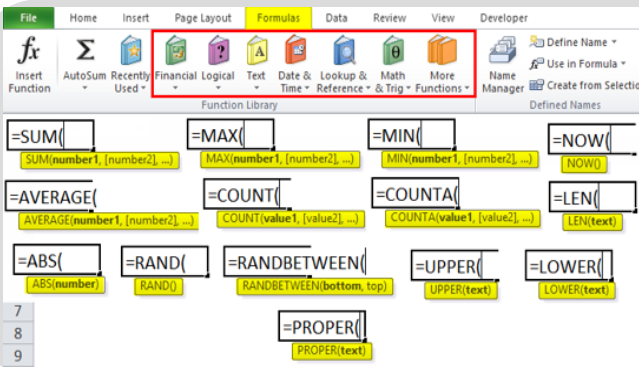 File Home Insert Page Layout Formulas Data Review View Developer
fx Σ ? A θ
Insert Function AutoSum Recently Used Financial Logical Text Date & Time Lookup & Reference Math & Trig More Functions Name Manager Define Name
Use in Formula
Create from Selectio
Function Library Defined Names
=SUM( =MAX( =MIN( =NOW(
SUM(number1, [number2], ...) MAX(number1, [number2], ...) MIN(number1, [number2], ...) NOW()
=AVERAGE( =COUNT( =COUNTA( =LEN(
AVERAGE(number1, [number2], ...) COUNT(value1, [value2], ...) COUNTA(value1, [value2], ...) LEN(text)
=ABS( =RAND( =RANDBETWEEN( =UPPER( =LOWER(
ABS(number) RAND() RANDBETWEEN(bottom, top) UPPER(text) LOWER(text)
7
=PROPER(
8
PROPER(text)
9